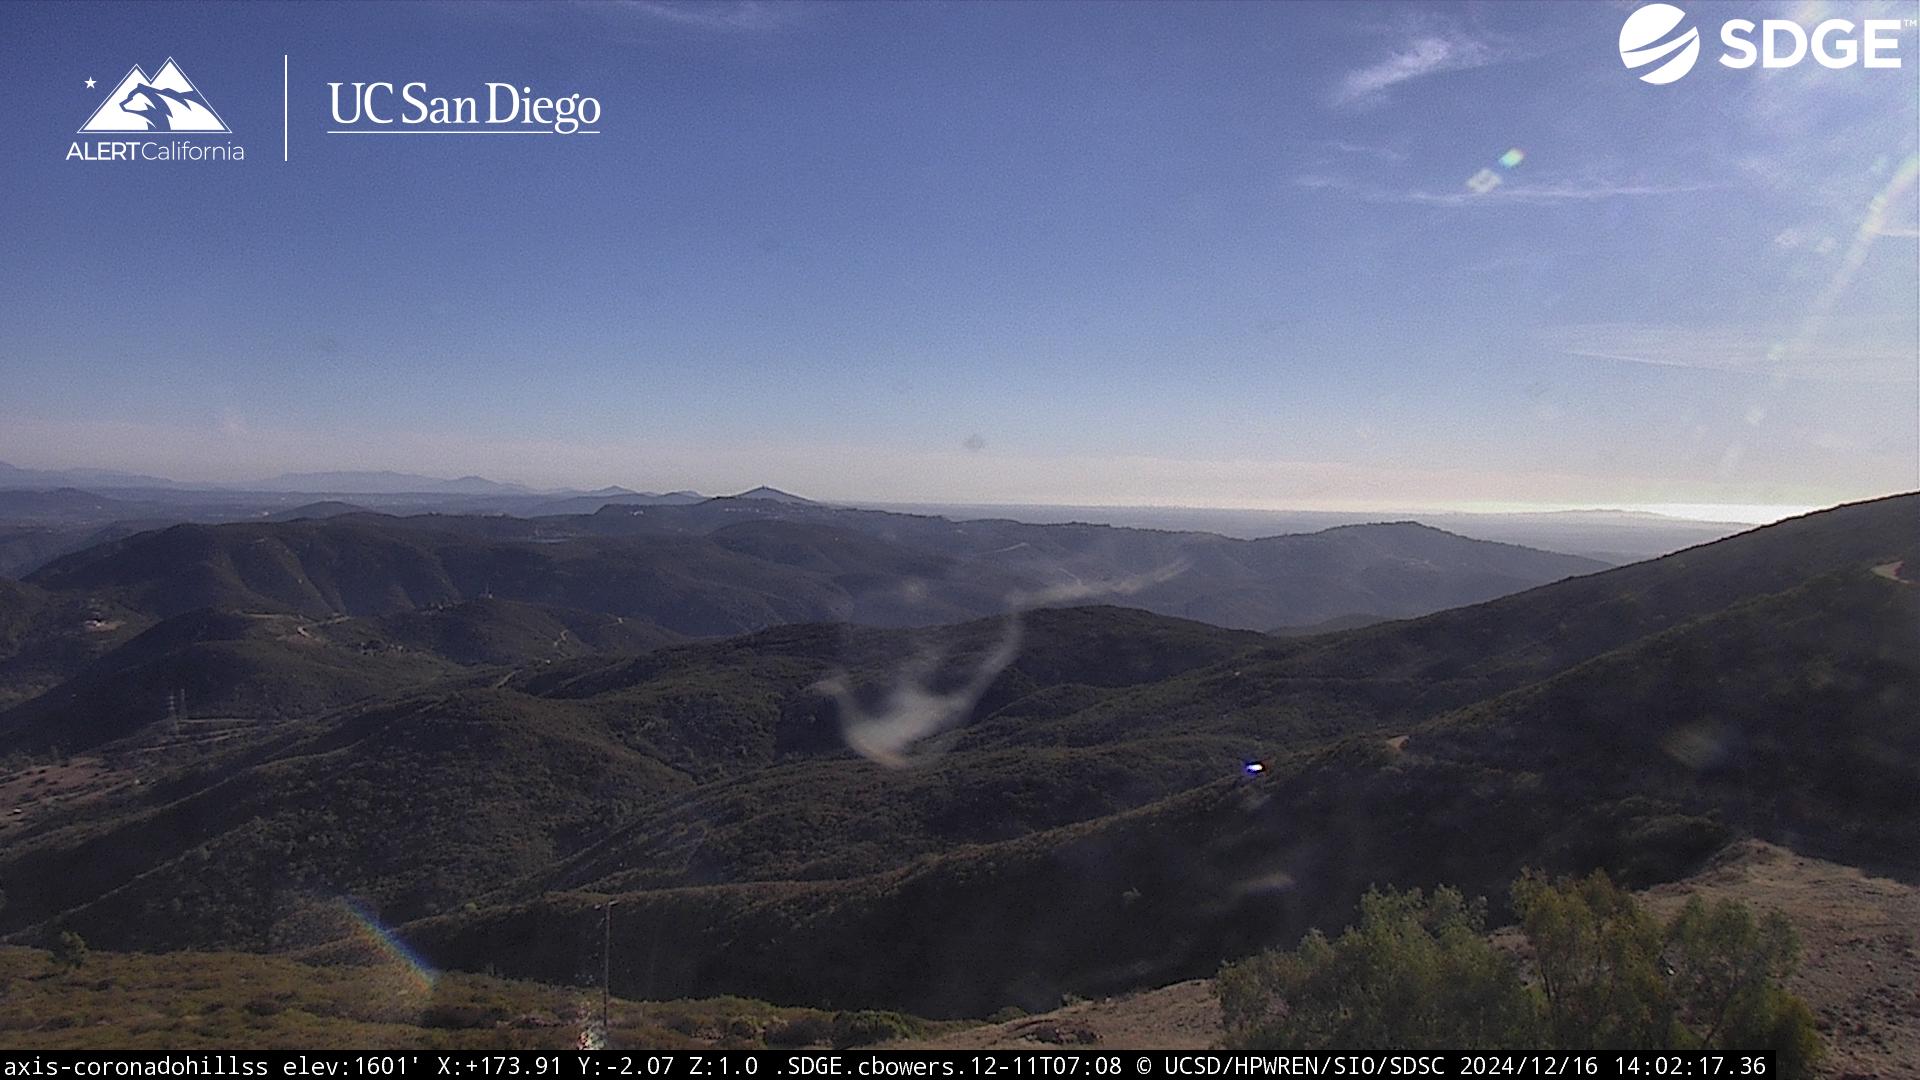 ALERTCalifornia
UC San Diego
SDGE™
axis-coronadohillss elev:1601' X:+173.91 Y:-2.07 Z:1.0 .SDGE.cbowers.12-11T07:08 © UCSD/HPWREN/SIO/SDSC 2024/12/16 14:02:17.36